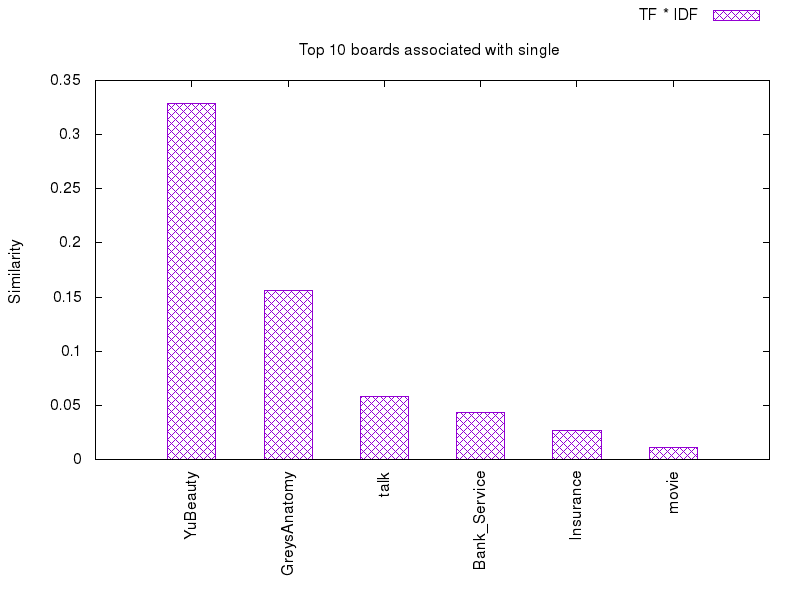 TF * IDF
Top 10 boards associated with single
0.35
0.3
0.25
0.2
0.15
0.1
0.05
0
Similarity
YuBeauty
GreysAnatomy
talk
Bank_Service
Insurance
movie